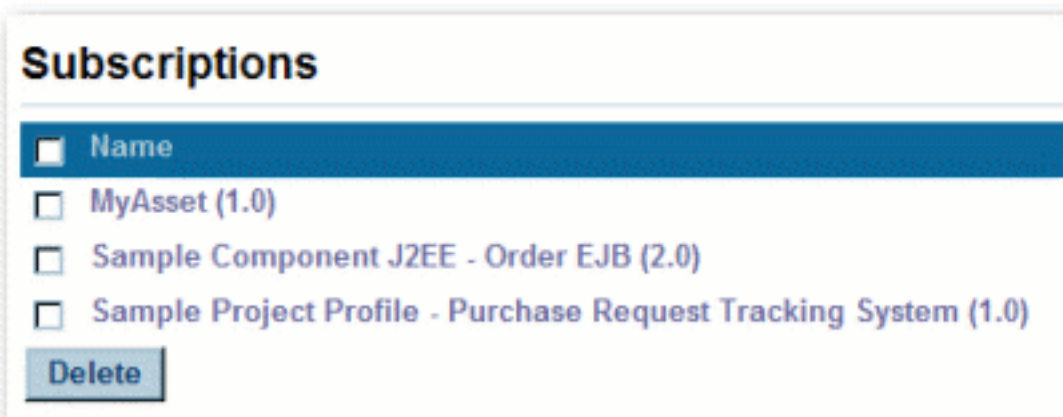 Subscriptions
Name
MyAsset (1.0)
Sample Component J2EE - Order EJB (2.0)
Sample Project Profile - Purchase Request Tracking System (1.0)
Delete